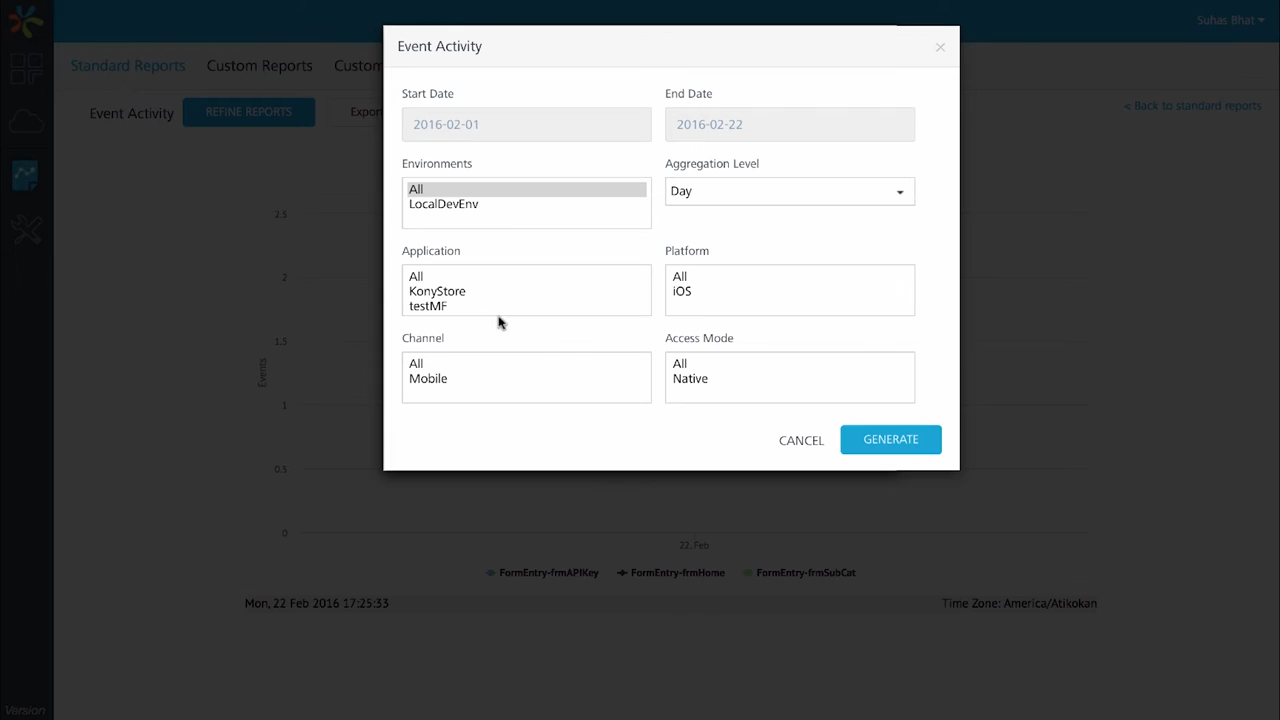 Suhas Bhat
Event Activity
×
Standard Reports
Custom Reports
Custom
Event Activity
REFINE REPORTS
Expor
< Back to standard reports
Start Date
End Date
2016-02-01
2016-02-22
Environments
Aggregation Level
All
LocalDevEnv
Day
Application
Platform
All
KonyStore
testMF
All
iOS
Channel
Access Mode
All
Mobile
All
Native
CANCEL
GENERATE
2.5
2
1.5
1
0.5
0
Events
22. Feb
FormEntry-frmAPIKey
FormEntry-frmHome
FormEntry-frmSubCat
Mon, 22 Feb 2016 17:25:33
Time Zone: America/Atikokan
Version